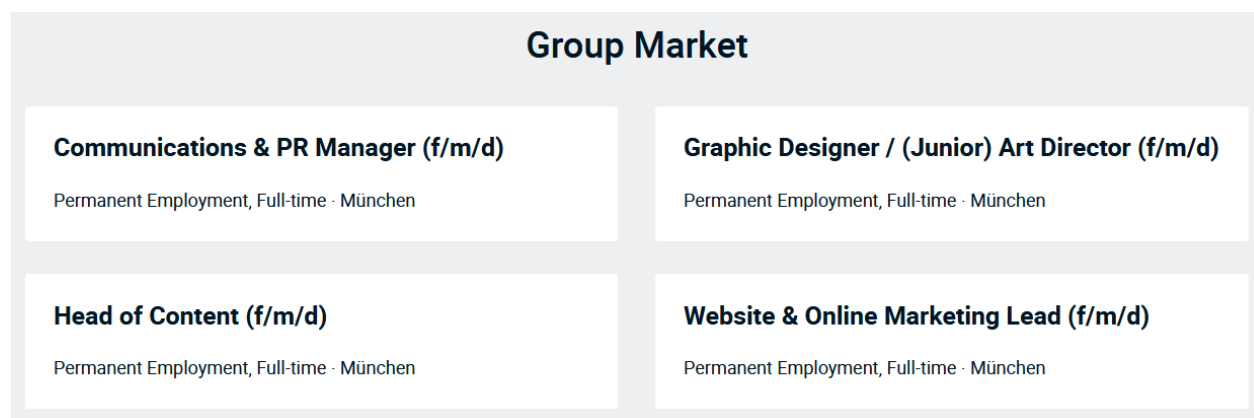 Group Market
Communications & PR Manager (f/m/d)
Permanent Employment, Full-time · München
Graphic Designer / (Junior) Art Director (f/m/d)
Permanent Employment, Full-time · München
Head of Content (f/m/d)
Permanent Employment, Full-time · München
Website & Online Marketing Lead (f/m/d)
Permanent Employment, Full-time · München